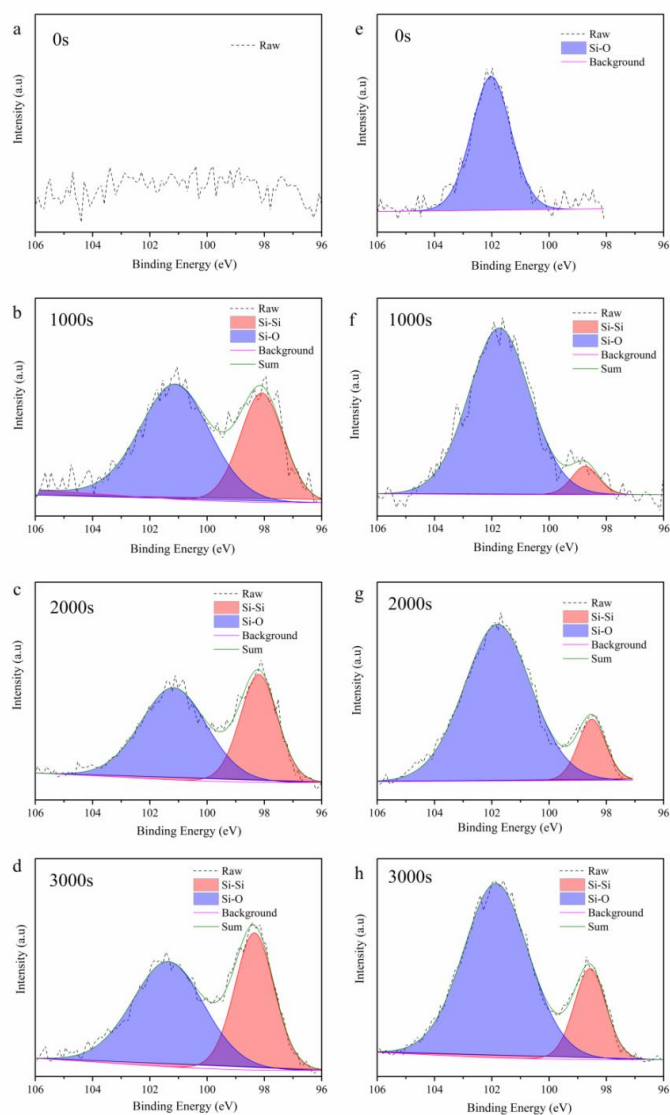 a
0s
Raw
Intensity (a.u)
106 104 102 100 98 96
Binding Energy (eV)
e
0s
Raw
Si-O
Background
Intensity (a.u)
106 104 102 100 98 96
Binding Energy (eV)
b
1000s
Raw
Si-Si
Si-O
Background
Sum
Intensity (a.u)
106 104 102 100 98 96
Binding Energy (eV)
f
1000s
Raw
Si-Si
Si-O
Background
Sum
Intensity (a.u)
106 104 102 100 98 96
Binding Energy (eV)
c
2000s
Raw
Si-Si
Si-O
Background
Sum
Intensity (a.u)
106 104 102 100 98 96
Binding Energy (eV)
g
2000s
Raw
Si-Si
Si-O
Background
Sum
Intensity (a.u)
106 104 102 100 98 96
Binding Energy (eV)
d
3000s
Raw
Si-Si
Si-O
Background
Sum
Intensity (a.u)
106 104 102 100 98 96
Binding Energy (eV)
h
3000s
Raw
Si-Si
Si-O
Background
Sum
Intensity (a.u)
106 104 102 100 98 96
Binding Energy (eV)